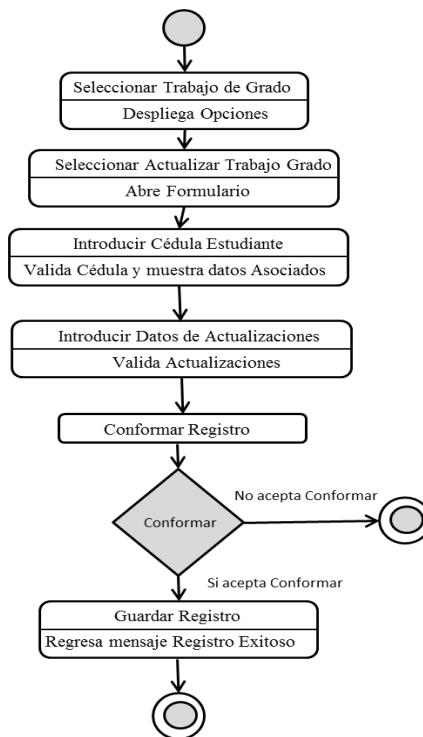 Seleccionar Trabajo de Grado
Despliega Opciones
Seleccionar Actualizar Trabajo Grado
Abre Formulario
Introducir Cédula Estudiante
Valida Cédula y muestra datos Asociados
Introducir Datos de Actualizaciones
Valida Actualizaciones
Conformar Registro
No acepta Conformar
Conformar
Si acepta Conformar
Guardar Registro
Regresa mensaje Registro Exitoso